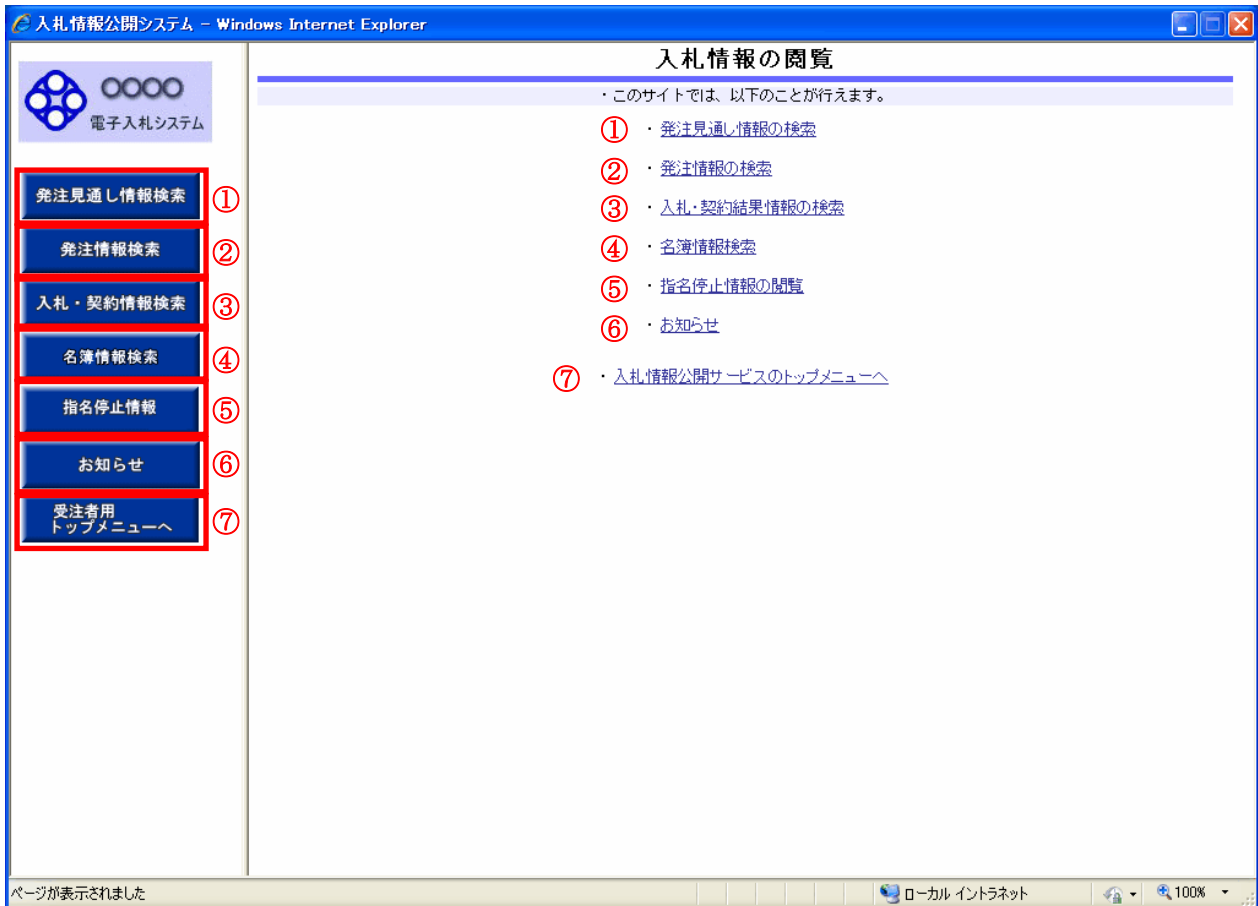 入札情報公開システム - Windows Internet Explorer
○○○○
電子入札システム
発注見通し情報検索 ①
発注情報検索 ②
入札・契約情報検索 ③
名簿情報検索 ④
指名停止情報 ⑤
お知らせ ⑥
受注者用
トップメニューへ ⑦
入札情報の閲覧
・このサイトでは、以下のことが行えます。
① ・発注見通し情報の検索
② ・発注情報の検索
③ ・入札・契約結果情報の検索
④ ・名簿情報検索
⑤ ・指名停止情報の閲覧
⑥ ・お知らせ
⑦ ・入札情報公開サービスのトップメニューへ
ページが表示されました
ローカル イントラネット
100%